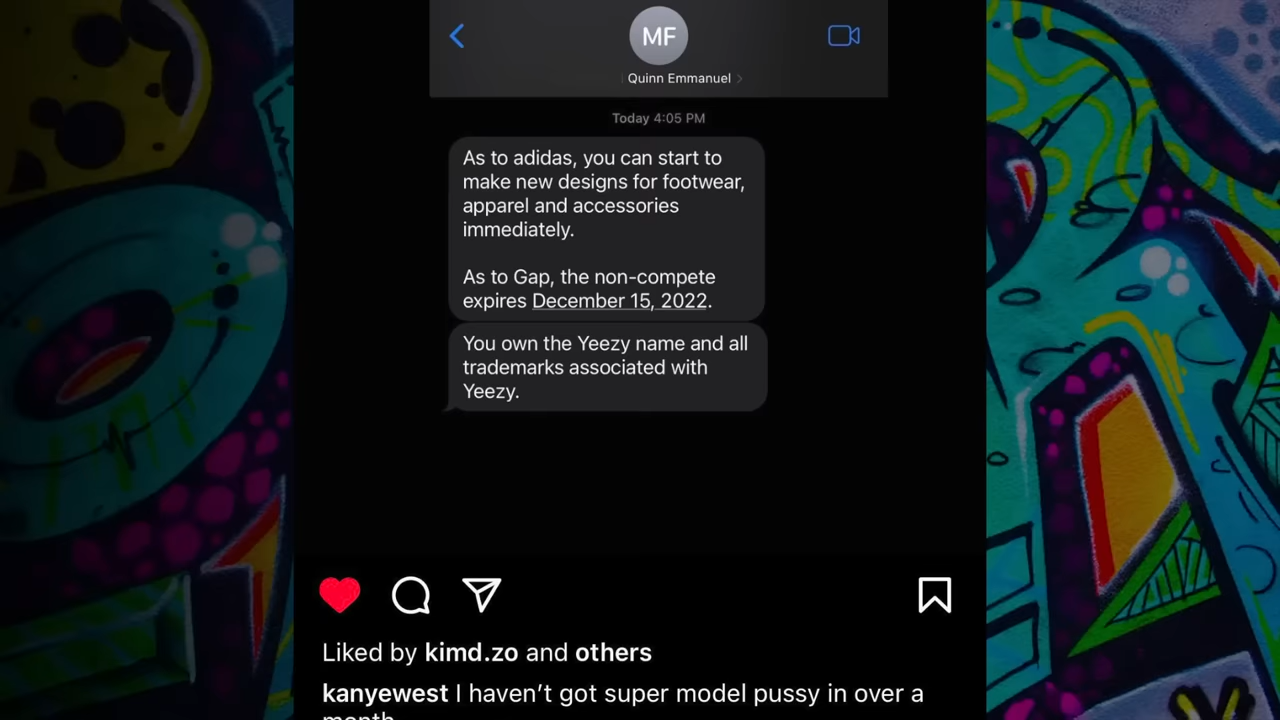 MF
Quinn Emmanuel
Today 4:05 PM
As to adidas, you can start to
make new designs for footwear,
apparel and accessories
immediately.
As to Gap, the non-compete
expires December 15, 2022.
You own the Yeezy name and all
trademarks associated with
Yeezy.
Liked by kimd.zo and others
kanyewest I haven’t got super model pussy in over a
month